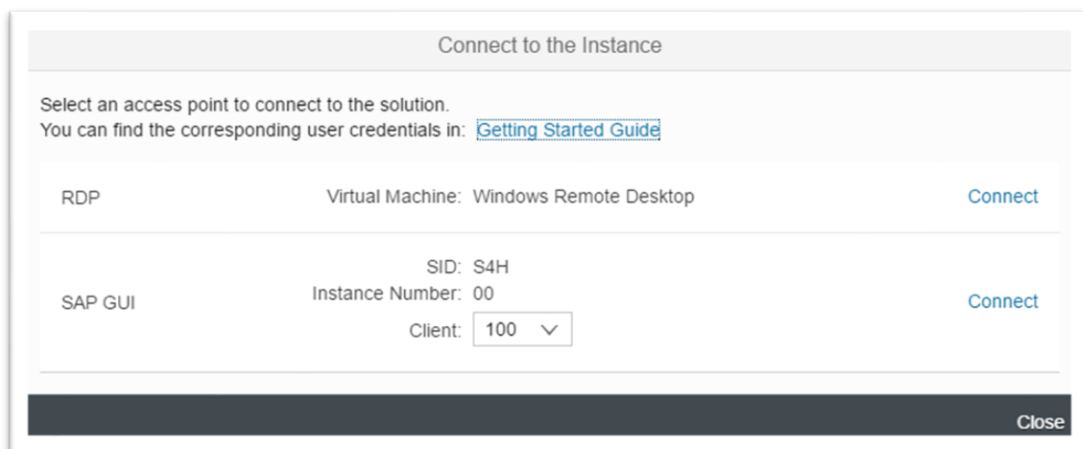 Connect to the Instance
Select an access point to connect to the solution.
You can find the corresponding user credentials in: Getting Started Guide
RDP Virtual Machine: Windows Remote Desktop Connect
SID: S4H
Instance Number: 00
SAP GUI Connect
Client: 100
Close